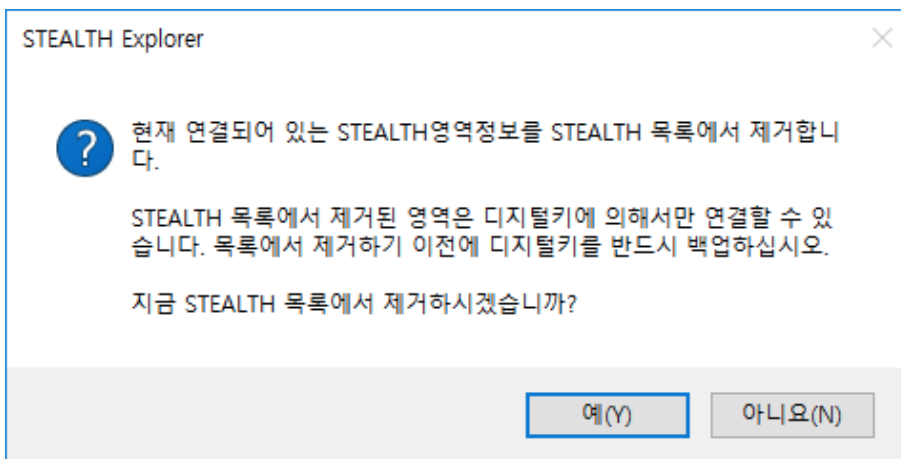 STEALTH Explorer
현재 연결되어 있는 STEALTH영역정보를 STEALTH 목록에서 제거합니
다.
STEALTH 목록에서 제거된 영역은 디지털키에 의해서만 연결할 수 있
습니다. 목록에서 제거하기 이전에 디지털키를 반드시 백업하십시오.
지금 STEALTH 목록에서 제거하시겠습니까?
예(Y) 아니요(N)